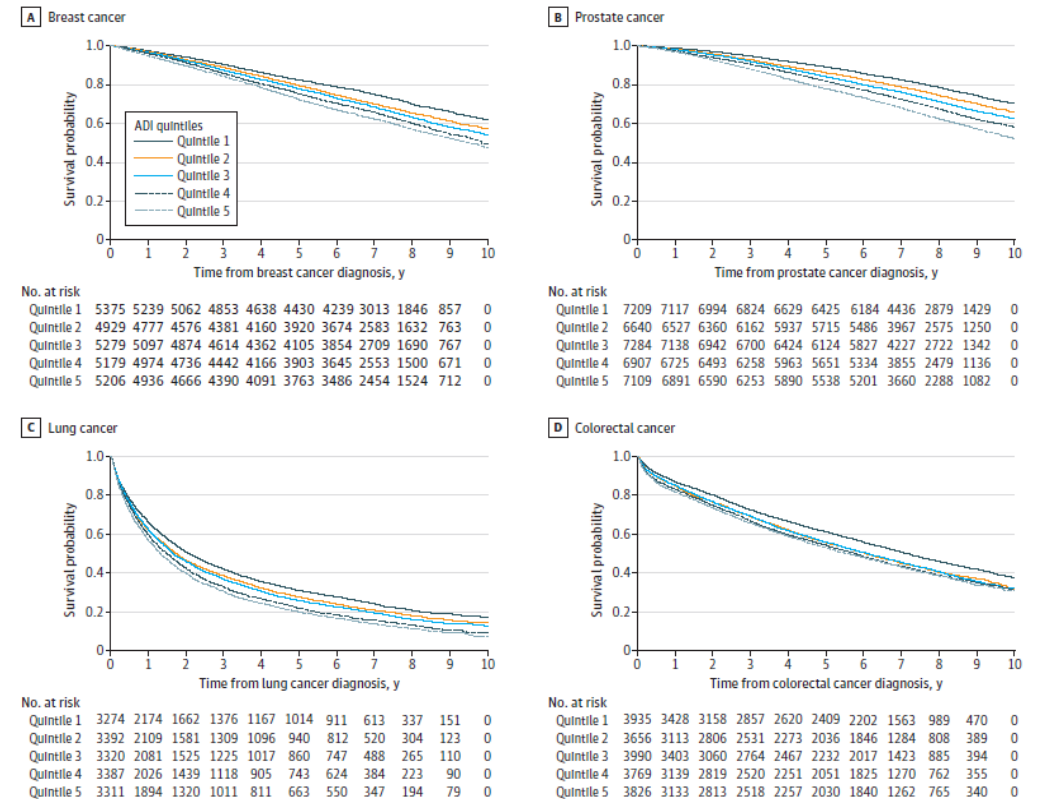 A Breast cancer
1.0
0.8
0.6
0.4
0.2
0
Survival probability
ADI quintiles
Quintile 1
Quintile 2
Quintile 3
Quintile 4
Quintile 5
0 1 2 3 4 5 6 7 8 9 10
Time from breast cancer diagnosis, y
No. at risk
Quintile 1 5375 5239 5062 4853 4638 4430 4239 3013 1846 857 0
Quintile 2 4929 4777 4576 4381 4160 3920 3674 2583 1632 763 0
Quintile 3 5279 5097 4874 4614 4362 4105 3854 2709 1690 767 0
Quintile 4 5179 4974 4736 4442 4166 3903 3645 2553 1500 671 0
Quintile 5 5206 4936 4666 4390 4091 3763 3486 2454 1524 712 0
B Prostate cancer
1.0
0.8
0.6
0.4
0.2
0
Survival probability
0 1 2 3 4 5 6 7 8 9 10
Time from prostate cancer diagnosis, y
No. at risk
Quintile 1 7209 7117 6994 6824 6629 6425 6184 4436 2879 1429 0
Quintile 2 6640 6527 6360 6162 5937 5715 5486 3967 2575 1250 0
Quintile 3 7284 7138 6942 6700 6424 6124 5827 4227 2722 1342 0
Quintile 4 6907 6725 6493 6258 5963 5651 5334 3855 2479 1136 0
Quintile 5 7109 6891 6590 6253 5890 5538 5201 3660 2288 1082 0
C Lung cancer
1.0
0.8
0.6
0.4
0.2
0
Survival probability
0 1 2 3 4 5 6 7 8 9 10
Time from lung cancer diagnosis, y
No. at risk
Quintile 1 3274 2174 1662 1376 1167 1014 911 613 337 151 0
Quintile 2 3392 2109 1581 1309 1096 940 812 520 304 123 0
Quintile 3 3320 2081 1525 1225 1017 860 747 488 265 110 0
Quintile 4 3387 2026 1439 1118 905 743 624 384 223 90 0
Quintile 5 3311 1894 1320 1011 811 663 550 347 194 79 0
D Colorectal cancer
1.0
0.8
0.6
0.4
0.2
0
Survival probability
0 1 2 3 4 5 6 7 8 9 10
Time from colorectal cancer diagnosis, y
No. at risk
Quintile 1 3935 3428 3158 2857 2620 2409 2202 1563 989 470 0
Quintile 2 3656 3113 2806 2531 2273 2036 1846 1284 808 389 0
Quintile 3 3990 3403 3060 2764 2467 2232 2017 1423 885 394 0
Quintile 4 3769 3139 2819 2520 2251 2051 1825 1270 762 355 0
Quintile 5 3826 3133 2813 2518 2257 2030 1840 1262 765 340 0